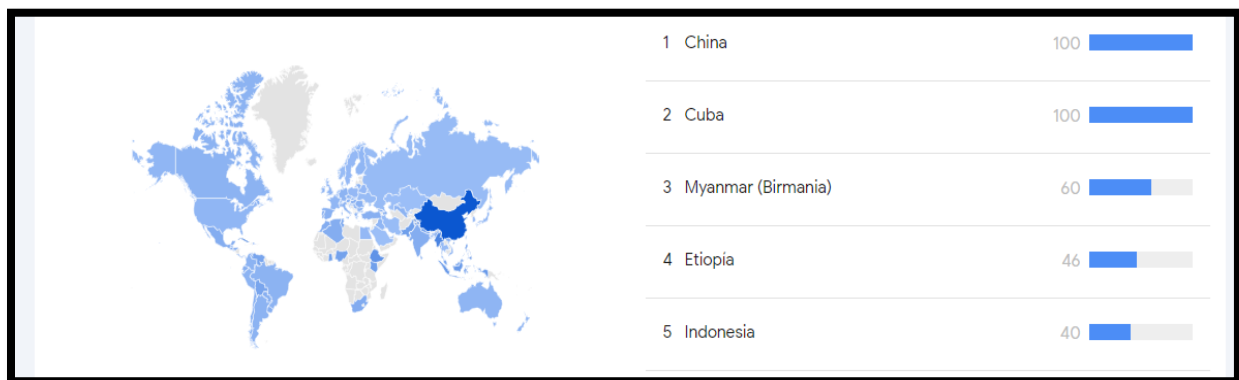 1 China 100
2 Cuba 100
3 Myanmar (Birmania) 60
4 Etiopia 46
5 Indonesia 40